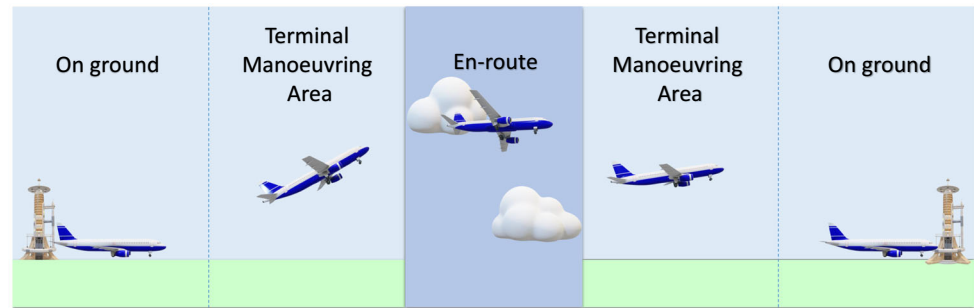 On ground
Terminal
Manoeuvring
Area
En-route
Terminal
Manoeuvring
Area
On ground